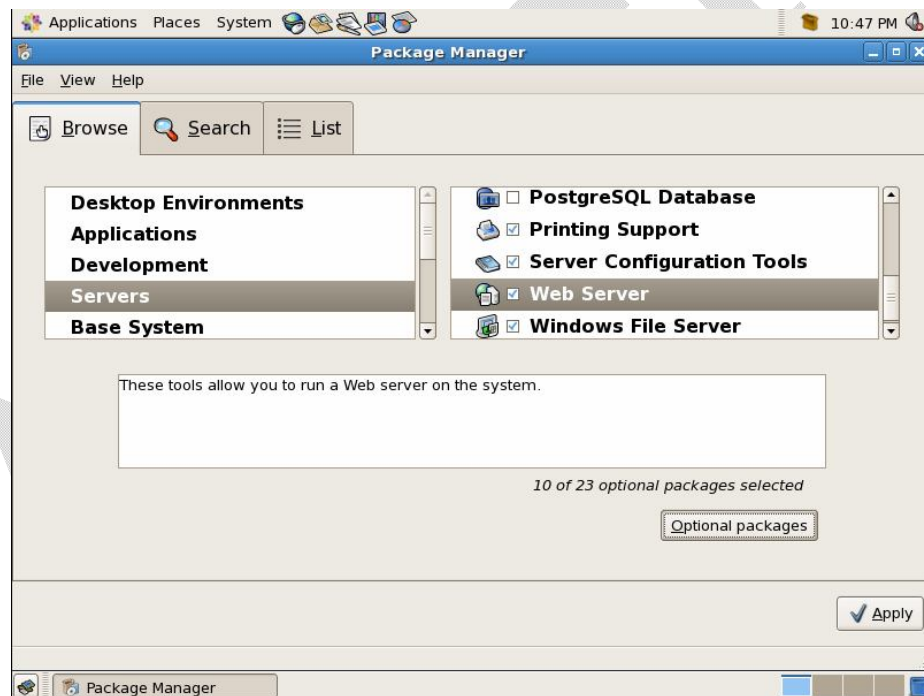 Applications Places System 10:47 PM
Package Manager
File View Help
Browse Search List
Desktop Environments
Applications
Development
Servers
Base System
PostgreSQL Database
Printing Support
Server Configuration Tools
Web Server
Windows File Server
These tools allow you to run a Web server on the system.
10 of 23 optional packages selected
Optional packages
Apply
Package Manager